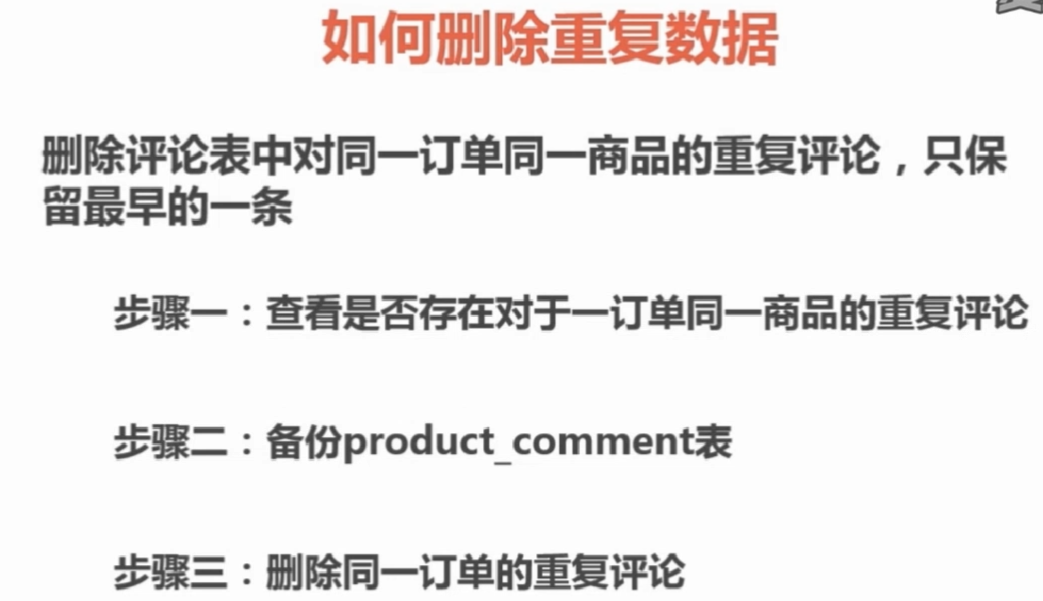 如何删除重复数据
删除评论表中对同一订单同一商品的重复评论，只保
留最早的一条
步骤一：查看是否存在对于一订单同一商品的重复评论
步骤二：备份product_comment表
步骤三：删除同一订单的重复评论